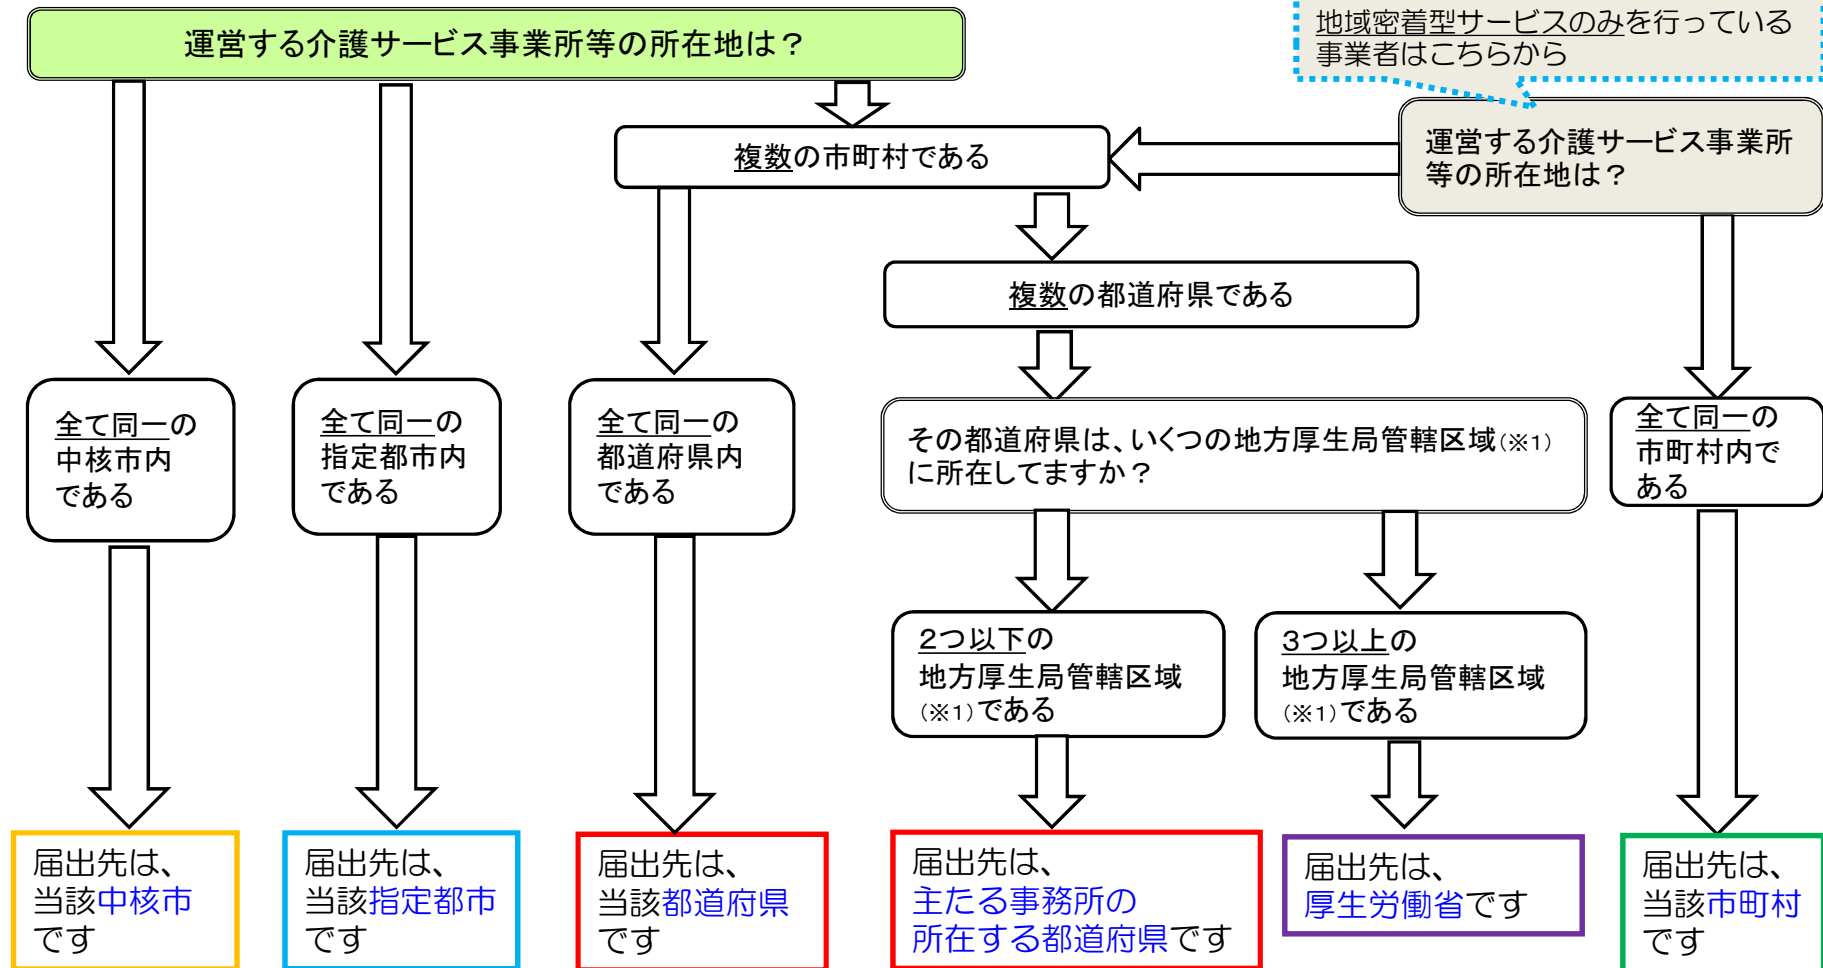 地域密着型サービスのみを行っている
事業者はこちらから
運営する介護サービス事業所等の所在地は？
運営する介護サービス事業所
等の所在地は？
複数の市町村である
複数の都道府県である
全て同一の
中核市内
である
全て同一の
指定都市内
である
全て同一の
都道府県内
である
その都道府県は、いくつの地方厚生局管轄区域(※1)
に所在してますか？
全て同一の
市町村内で
ある
2つ以下の
地方厚生局管轄区域
(※1)である
3つ以上の
地方厚生局管轄区域
(※1)である
届出先は、
当該中核市
です
届出先は、
当該指定都市
です
届出先は、
当該都道府県
です
届出先は、
主たる事務所の
所在する都道府県です
届出先は、
厚生労働省です
届出先は、
当該市町村
です